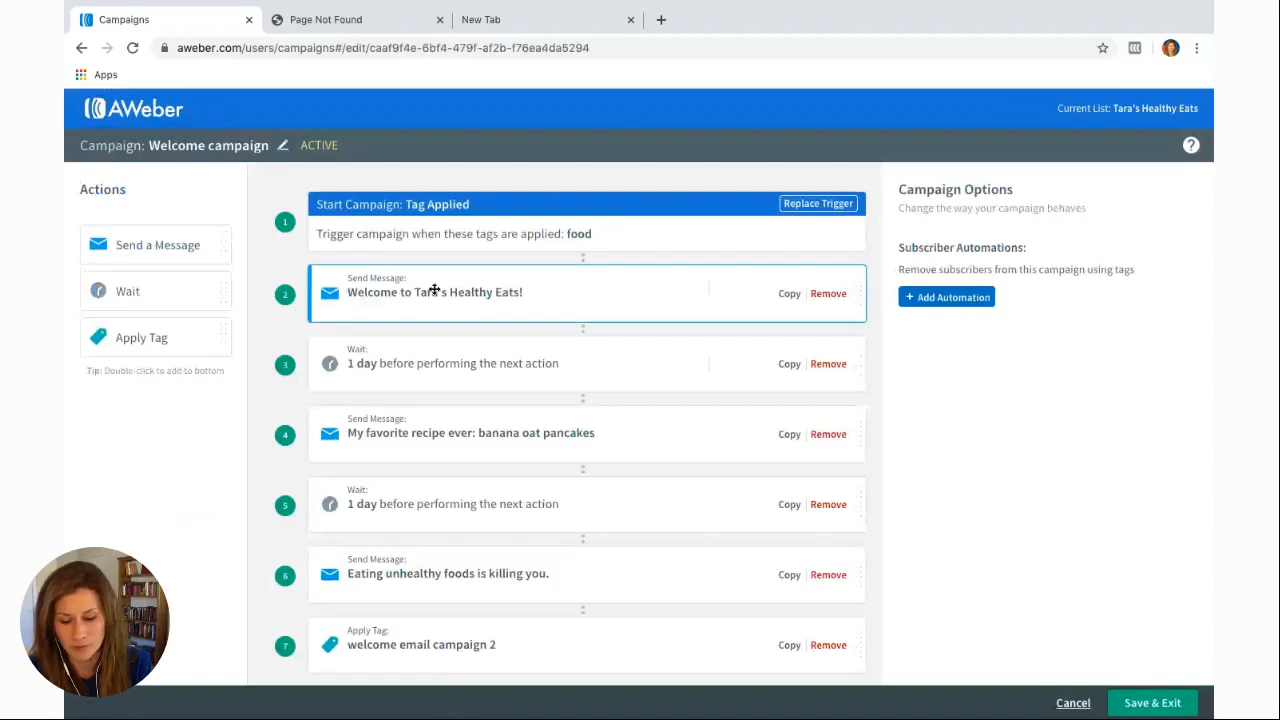 Campaigns
Page Not Found
New Tab
aweber.com/users/campaigns#/edit/caaf9f4e-6bf4-479f-af2b-f76ea4da5294
Apps
AWeber
Current List: Tara's Healthy Eats
Campaign: Welcome campaign ACTIVE
?
Actions
Send a Message
Wait
Apply Tag
Tip: Double-click to add to bottom
1
Start Campaign: Tag Applied
Replace Trigger
Trigger campaign when these tags are applied: food
2
Send Message:
Welcome to Tara's Healthy Eats!
Copy Remove
3
Wait:
1 day before performing the next action
Copy Remove
4
Send Message:
My favorite recipe ever: banana oat pancakes
Copy Remove
5
Wait:
1 day before performing the next action
Copy Remove
6
Send Message:
Eating unhealthy foods is killing you.
Copy Remove
7
Apply Tag:
welcome email campaign 2
Copy Remove
Campaign Options
Change the way your campaign behaves
Subscriber Automations:
Remove subscribers from this campaign using tags
+ Add Automation
Cancel
Save & Exit